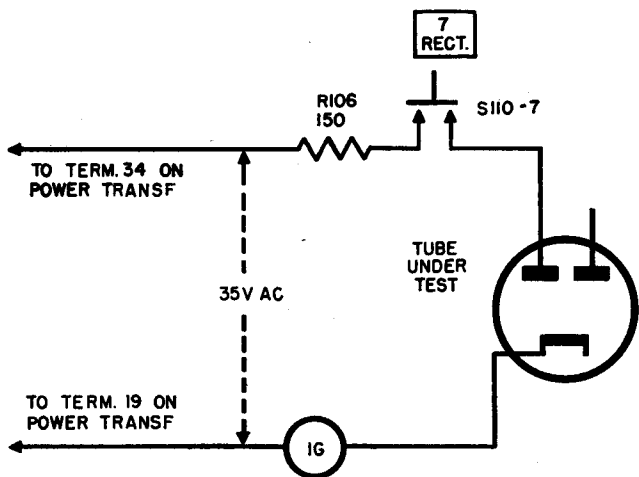 7
RECT.
R106
150
S110-7
TO TERM. 34 ON
POWER TRANSF
TUBE
UNDER
TEST
35V AC
TO TERM. 19 ON
POWER TRANSF
IG